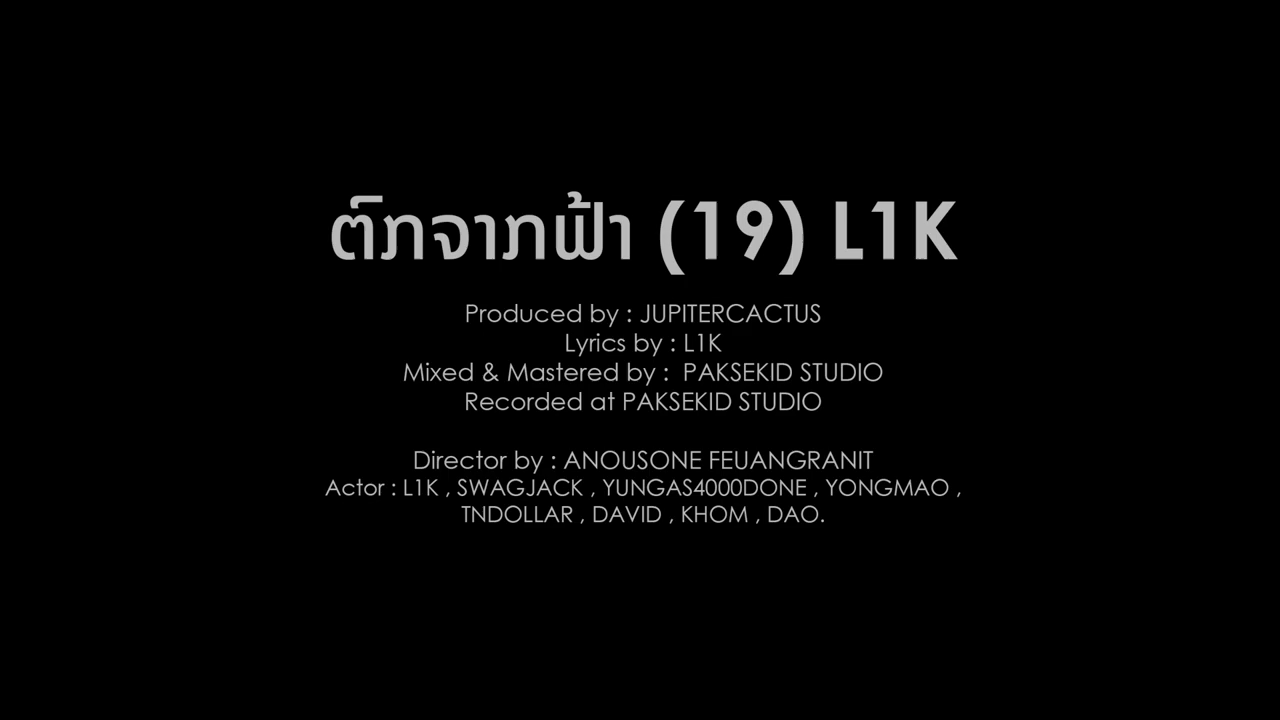 ຕົກຈາກຟ້າ (19) L1K
Produced by : JUPITERCACTUS
Lyrics by : L1K
Mixed & Mastered by :  PAKSEKID STUDIO
Recorded at PAKSEKID STUDIO
Director by : ANOUSONE FEUANGRANIT
Actor : L1K , SWAGJACK , YUNGAS4000DONE , YONGMAO ,
TNDOLLAR , DAVID , KHOM , DAO.